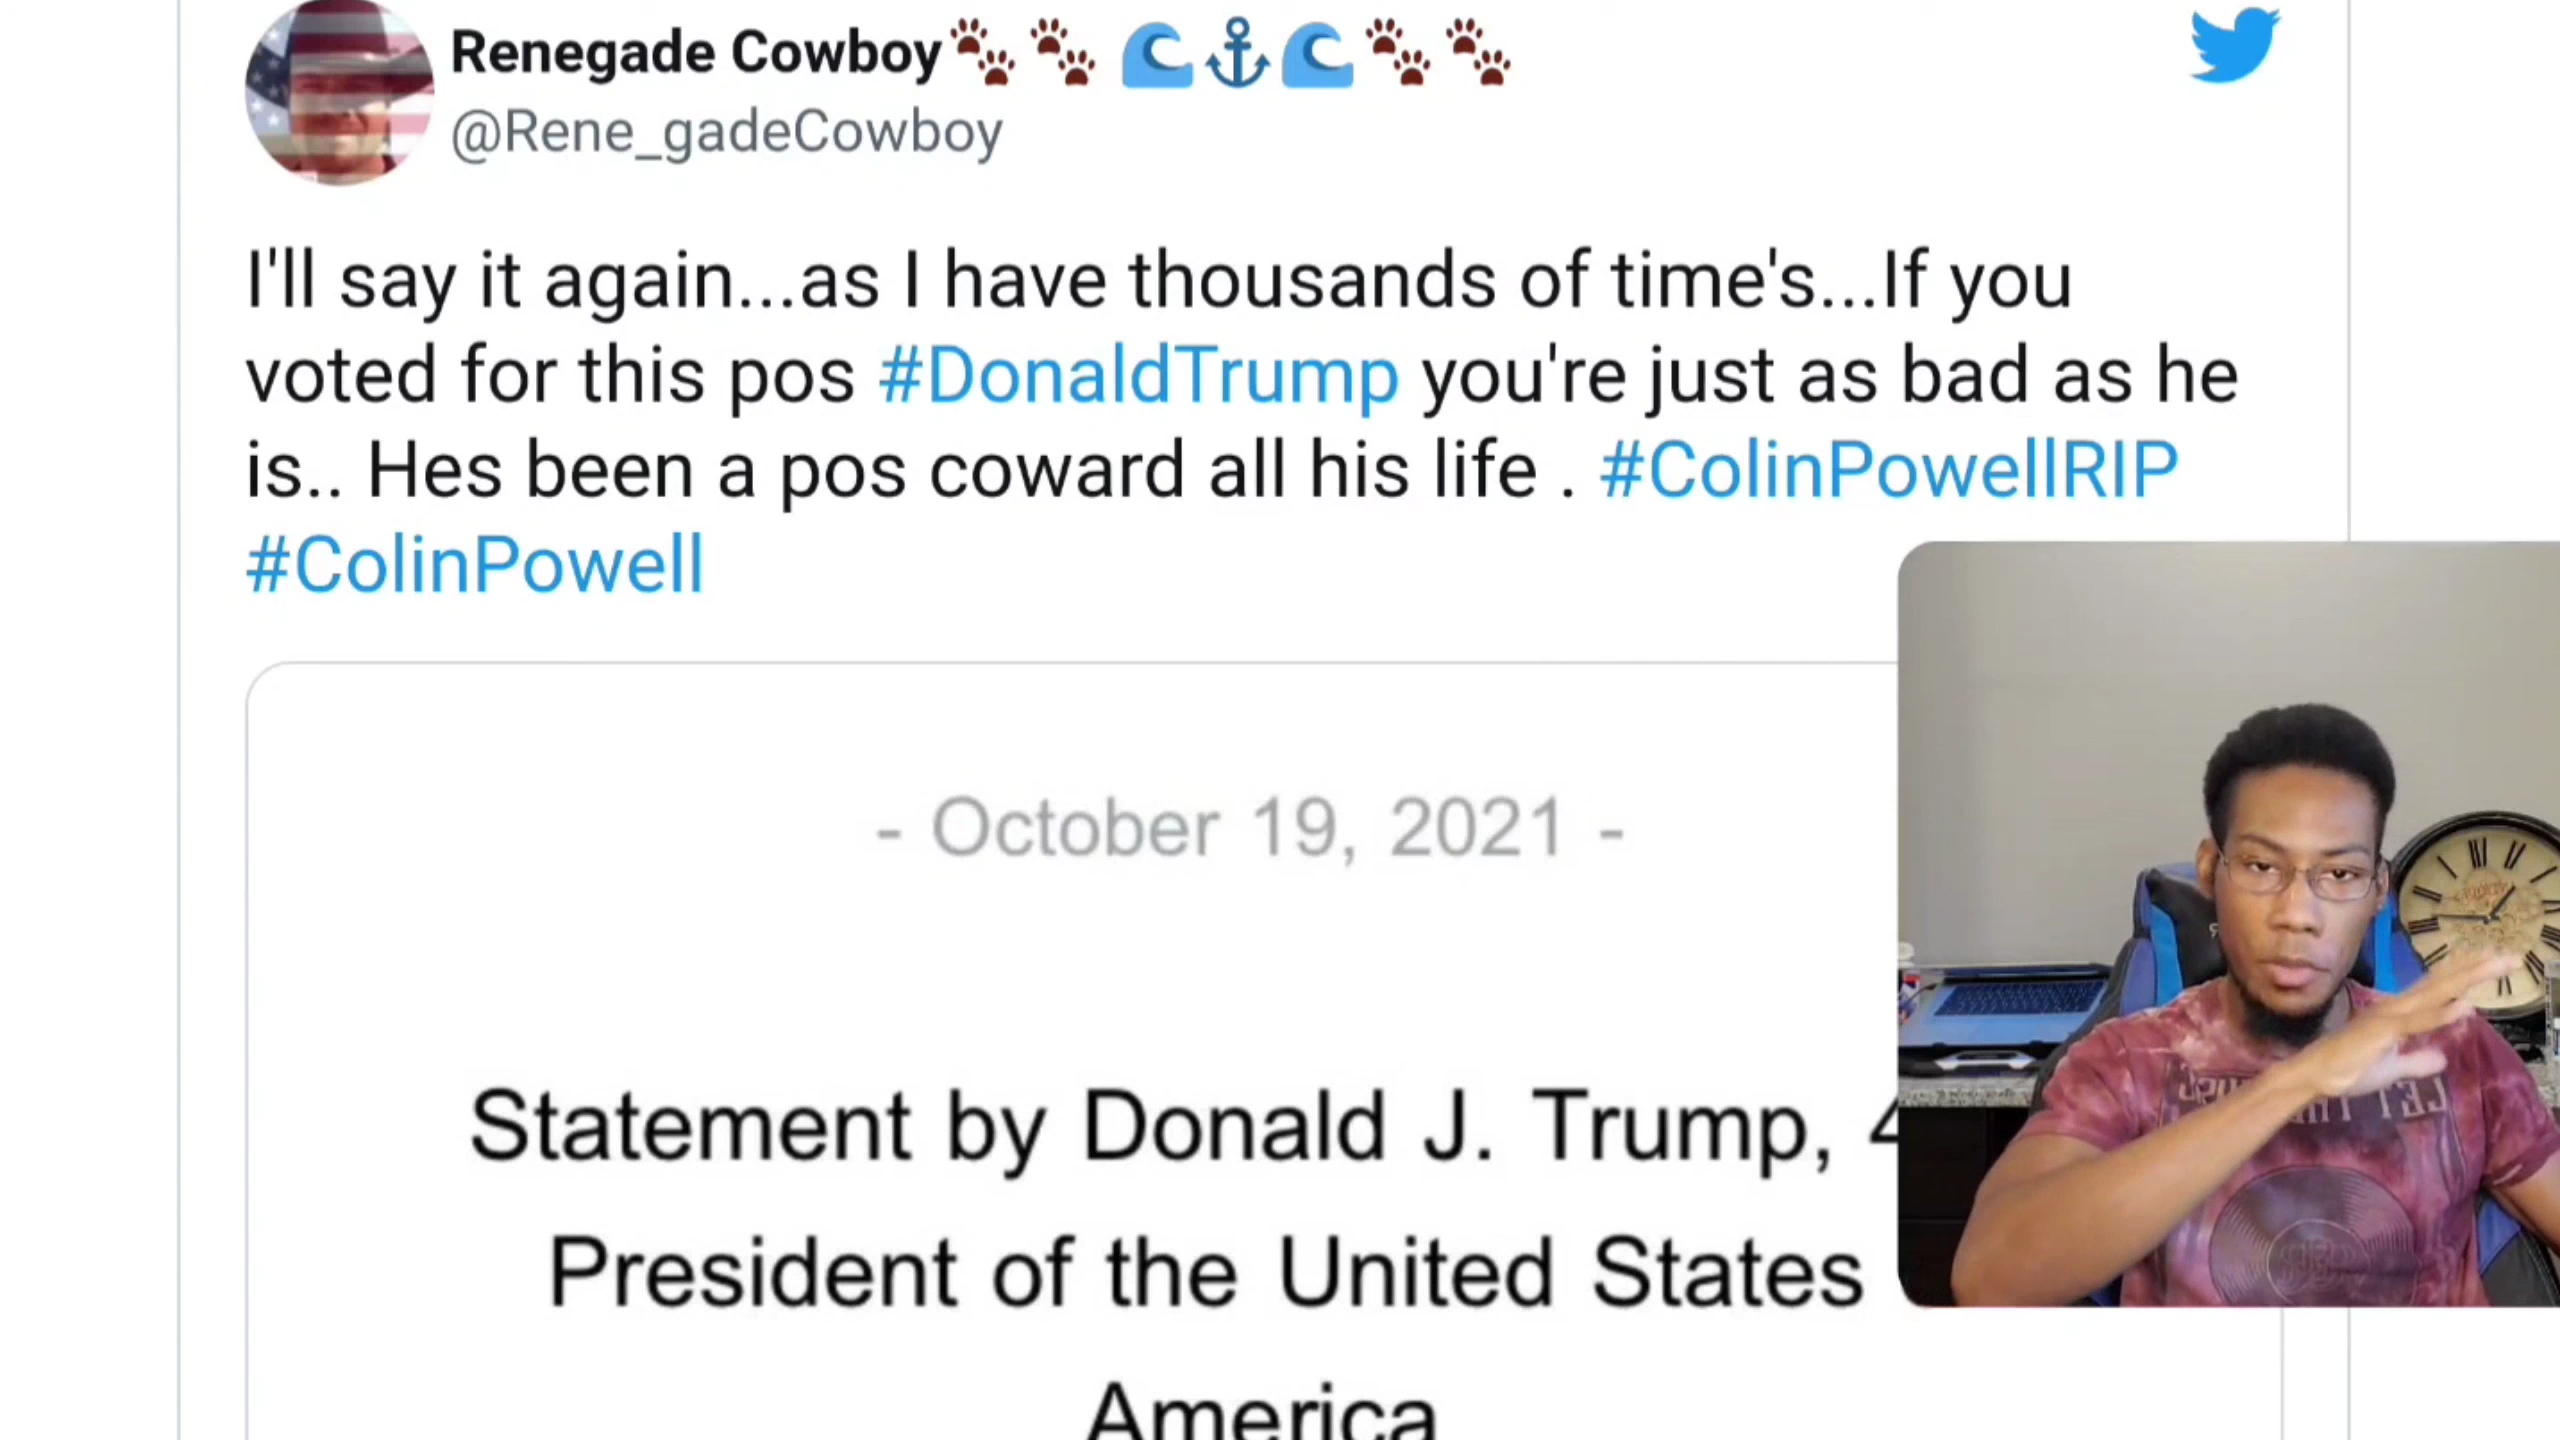 Renegade Cowboy🐾🐾 🌊⚓🌊🐾🐾
@Rene_gadeCowboy
I'll say it again...as I have thousands of time's...If you
voted for this pos #DonaldTrump you're just as bad as he
is.. Hes been a pos coward all his life . #ColinPowellRIP
#ColinPowell
- October 19, 2021 -
Statement by Donald J. Trump,
President of the United States
America
LET THE